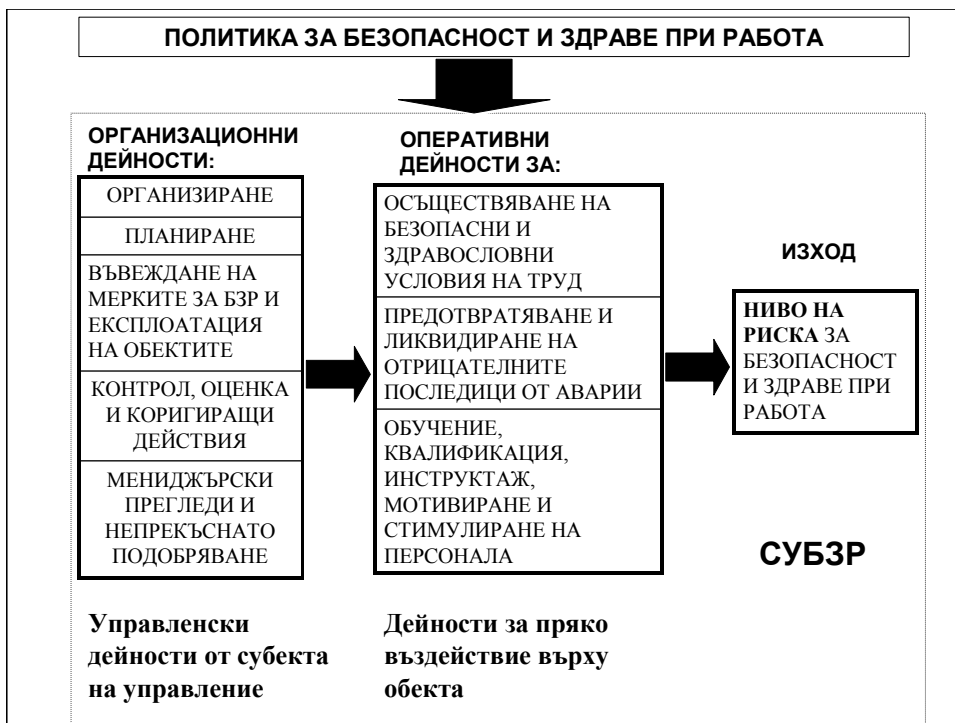 ПОЛИТИКА ЗА БЕЗОПАСНОСТ И ЗДРАВЕ ПРИ РАБОТА
ОРГАНИЗАЦИОННИ
ДЕЙНОСТИ:
ОРГАНИЗИРАНЕ
ПЛАНИРАНЕ
ВЪВЕЖДАНЕ НА
МЕРКИТЕ ЗА БЗР И
ЕКСПЛОАТАЦИЯ
НА ОБЕКТИТЕ
КОНТРОЛ, ОЦЕНКА
И КОРИГИРАЩИ
ДЕЙСТВИЯ
МЕНИДЖЪРСКИ
ПРЕГЛЕДИ И
НЕПРЕКЪСНАТО
ПОДОБРЯВАНЕ
Управленски
дейности от субекта
на управление
ОПЕРАТИВНИ
ДЕЙНОСТИ ЗА:
ОСЪЩЕСТВЯВАНЕ НА
БЕЗОПАСНИ И
ЗДРАВОСЛОВНИ
УСЛОВИЯ НА ТРУД
ПРЕДОТВРАТЯВАНЕ И
ЛИКВИДИРАНЕ НА
ОТРИЦАТЕЛНИТЕ
ПОСЛЕДИЦИ ОТ АВАРИИ
ОБУЧЕНИЕ,
КВАЛИФИКАЦИЯ,
ИНСТРУКТАЖ,
МОТИВИРАНЕ И
СТИМУЛИРАНЕ НА
ПЕРСОНАЛА
Дейности за пряко
въздействие върху
обекта
ИЗХОД
НИВО НА
РИСКА ЗА
БЕЗОПАСНОСТ
И ЗДРАВЕ ПРИ
РАБОТА
СУБЗР